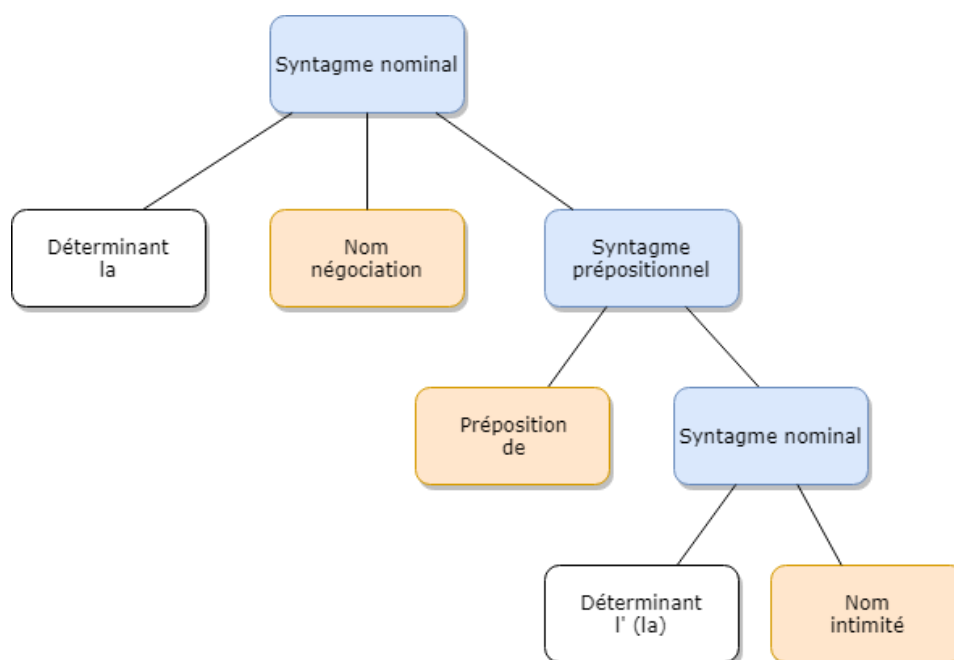 Syntagme nominal
Déterminant
la
Nom
négociation
Syntagme
prépositionnel
Préposition
de
Syntagme nominal
Déterminant
l' (la)
Nom
intimité